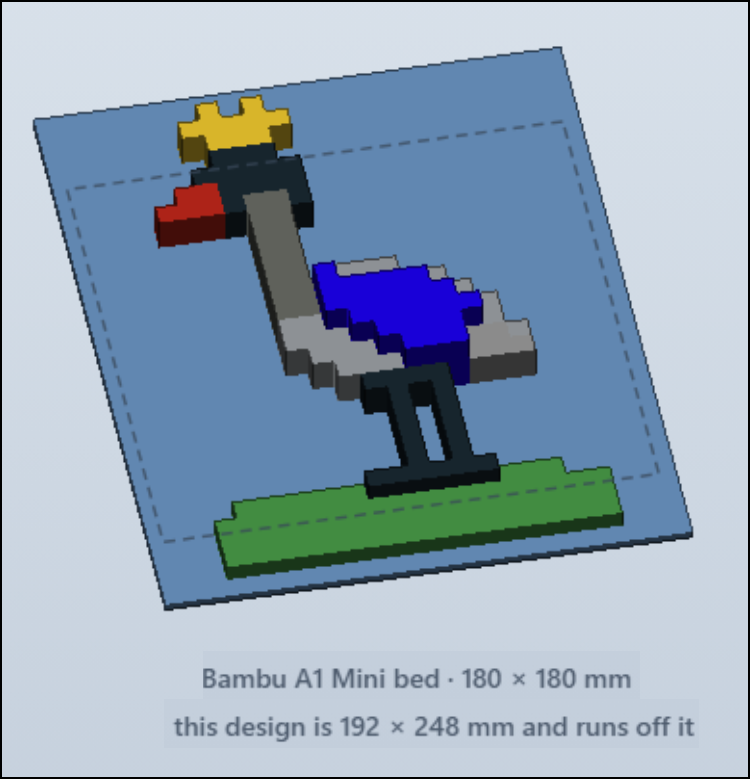 Bambu A1 Mini bed · 180 × 180 mm
this design is 192 × 248 mm and runs off it